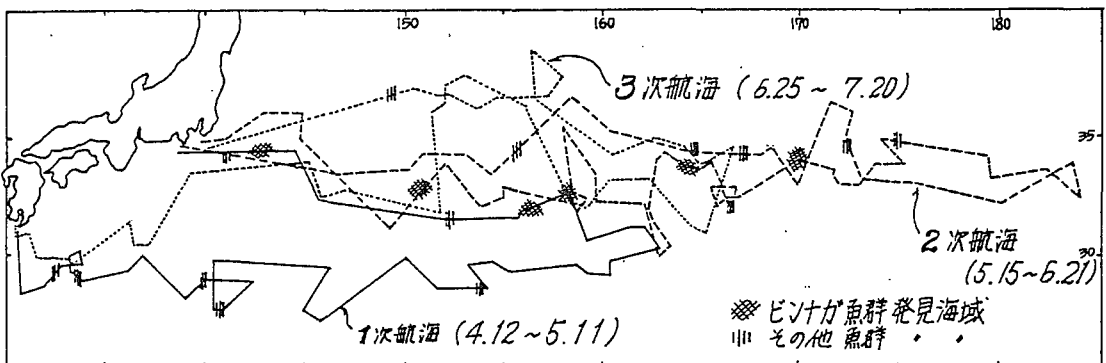 150 160 170 180
3次航海 (6.25~7.20)
35
2次航海
(5.15~6.21)
30
1次航海 (4.12~5.11)
ビンナガ魚群発見海域
その他魚群 〃 〃